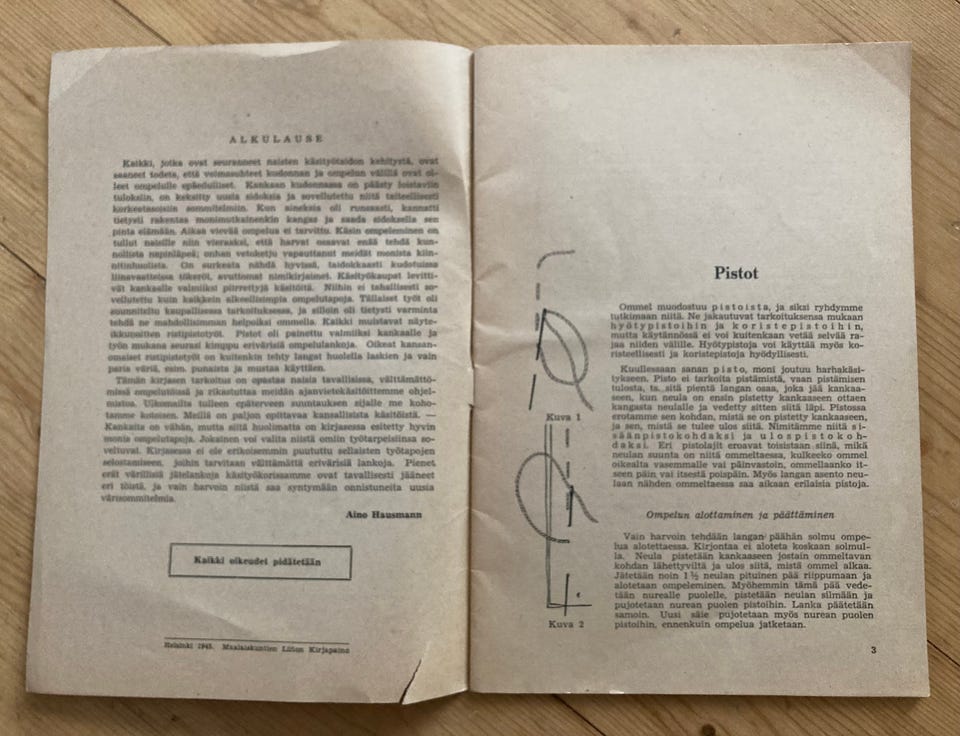 ALKULAUSE
Kaikki, jotka ovat seuranneet naisten käsityötaidon kehitystä, ovat
saaneet todeta, että voimasuhteet kudonnan ja ompelun välillä ovat ol-
leet ompelulle epäedulliset. Kankaan kudonnassa on päästy loistaviin
tuloksiin, on keksitty uusia sidoksia ja sovellutettu niitä taiteellisesti
korkeatasoisiin sommitelmiin. Kun aineksia oli runsaasti, kannatti
tietysti rakentaa monimutkainenkin kangas ja saada sidoksella sen
pinta elämään. Aikaa vievää ompelua ei tarvittu. Käsin ompeleminen on
tullut naisille niin vieraaksi, että harvat osaavat enää tehdä kun-
nollista napinläpeä; onhan vetoketju vapauttanut meidät monista kiin-
nitinhuolista. On surkeata nähdä hyvissä, taidokkaasti kudotuissa
liinavaatteissa tökeröt, avuttomat nimikirjaimet. Käsityökaupat levitti-
vät kankaalle valmiiksi piirrettyjä käsitöitä. Niihin oli tahallisesti so-
vellutettu kuin kaikkein alkeellisimpia ompelutapoja. Tällaiset työt oli
suunniteltu kaupallisessa tarkoituksessa, ja silloin oli tietysti varminta
tehdä ne mahdollisimman helpoiksi ommella. Kaikki muistavat näyte-
ikkunoitten ristipistotyöt. Pistot oli painettu valmiiksi kankaalle ja
työn mukana seurasi kimppu erivärisiä ompelulankoja. Oikeat kansan-
omaiset ristipistotyöt on kuitenkin tehty langat huolella laskien ja vain
paria väriä, esim. punaista ja mustaa käyttäen.
Tämän kirjasen tarkoitus on opastaa naisia tavallisissa, välttämättö-
missä ompelutöissä ja rikastuttaa meidän ajanvietekäsitöittemme ohjel-
mistoa. Ulkomailta tulleen epäterveen suuntauksen sijalle me koho-
tamme kotoisen. Meillä on paljon opittavaa kansallisista käsitöistä. —
Kankaita on vähän, mutta siitä huolimatta on kirjasessa esitetty hyvin
monia ompelutapoja. Jokainen voi valita niistä omiin työtarpeisiinsa so-
veltuvat. Kirjasessa ei ole erikoisemmin puututtu sellaisten työtapojen
selostamiseen, joihin tarvitaan välttämättä erivärisiä lankoja. Pienet
erät värillisiä jätelankoja käsityökorissamme ovat tavallisesti jääneet
eri töistä, ja vain harvoin niistä saa syntymään onnistuneita uusia
värisommitelmia.
Aino Hausmann
Kaikki oikeudet pidätetään
Helsinki 1945. Maalaiskuntien Liiton Kirjapaino
Pistot
Ommel muodostuu pistoista, ja siksi ryhdymme
tutkimaan niitä. Ne jakautuvat tarkoituksensa mukaan
hyötypistoihin ja koristepistoihin,
mutta käytännössä ei voi kuitenkaan vetää selvää ra-
jaa niiden välille. Hyötypistoja voi käyttää myös ko-
risteellisesti ja koristepistoja hyödyllisesti.
Kuullessaan sanan pisto, moni joutuu harhakäsi-
tykseen. Pisto ei tarkoita pistämistä, vaan pistämisen
tulosta, ts. sitä pientä langan osaa, joka jää kankaa-
seen, kun neula on ensin pistetty kankaaseen ottaen
kangasta neulalle ja vedetty sitten siitä läpi. Pistossa
erotamme sen kohdan, mistä se on pistetty kankaaseen,
ja sen, mistä se tulee ulos siitä. Nimitämme niitä si-
säänpistokohdaksi ja ulospistokoh-
daksi. Eri pistolajit eroavat toisistaan siinä, mikä
neulan suunta on niitä ommeltaessa, kulkeeko ommel
oikealta vasemmalle vai päinvastoin, ommellaanko it-
seen päin vai itsestä poispäin. Myös langan asento neu-
laan nähden ommeltaessa saa aikaan erilaisia pistoja.
Kuva 1
Ompelun alottaminen ja päättäminen
Vain harvoin tehdään langan päähän solmu ompe-
lua alotettaessa. Kirjontaa ei aloteta koskaan solmul-
la. Neula pistetään kankaaseen jostain ommeltavan
kohdan lähettyviltä ja ulos siitä, mistä ommel alkaa.
Jätetään noin 1½ neulan pituinen pää riippumaan ja
alotetaan ompeleminen. Myöhemmin tämä pää vede-
tään nurealle puolelle, pistetään neulan silmään ja
pujotetaan nurean puolen pistoihin. Lanka päätetään
samoin. Uusi säie pujotetaan myös nurean puolen
pistoihin, ennenkuin ompelua jatketaan.
Kuva 2
3